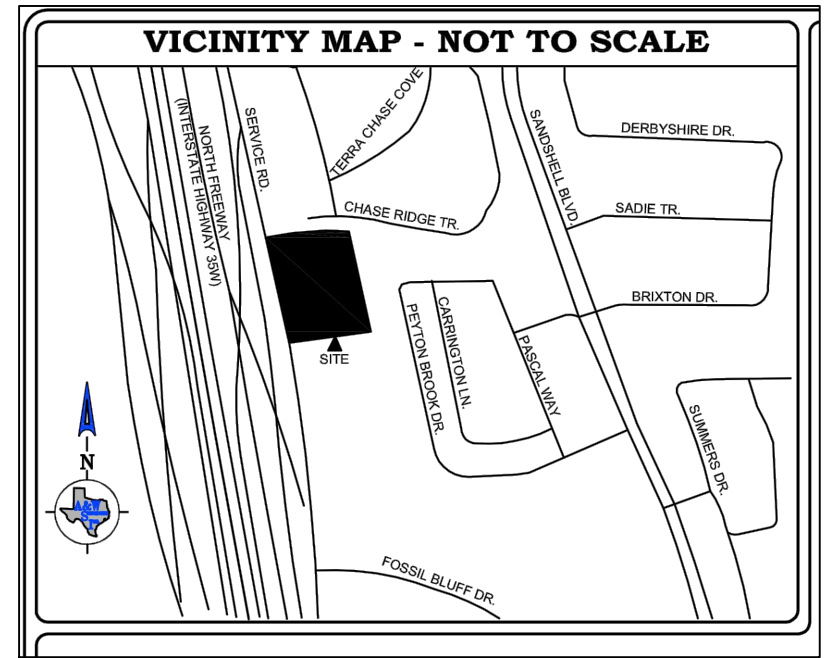 VICINITY MAP - NOT TO SCALE
TERRA CHASE COVE
NORTH FREEWAY
(INTERSTATE HIGHWAY 35W)
SERVICE RD.
SANDSHELL BLVD.
DERBYSHIRE DR.
CHASE RIDGE TR.
SADIE TR.
BRIXTON DR.
PEYTON BROOK DR.
CARRINGTON LN.
PASCAL WAY
SITE
SUMMERS DR.
N
A&W
S
T
FOSSIL BLUFF DR.